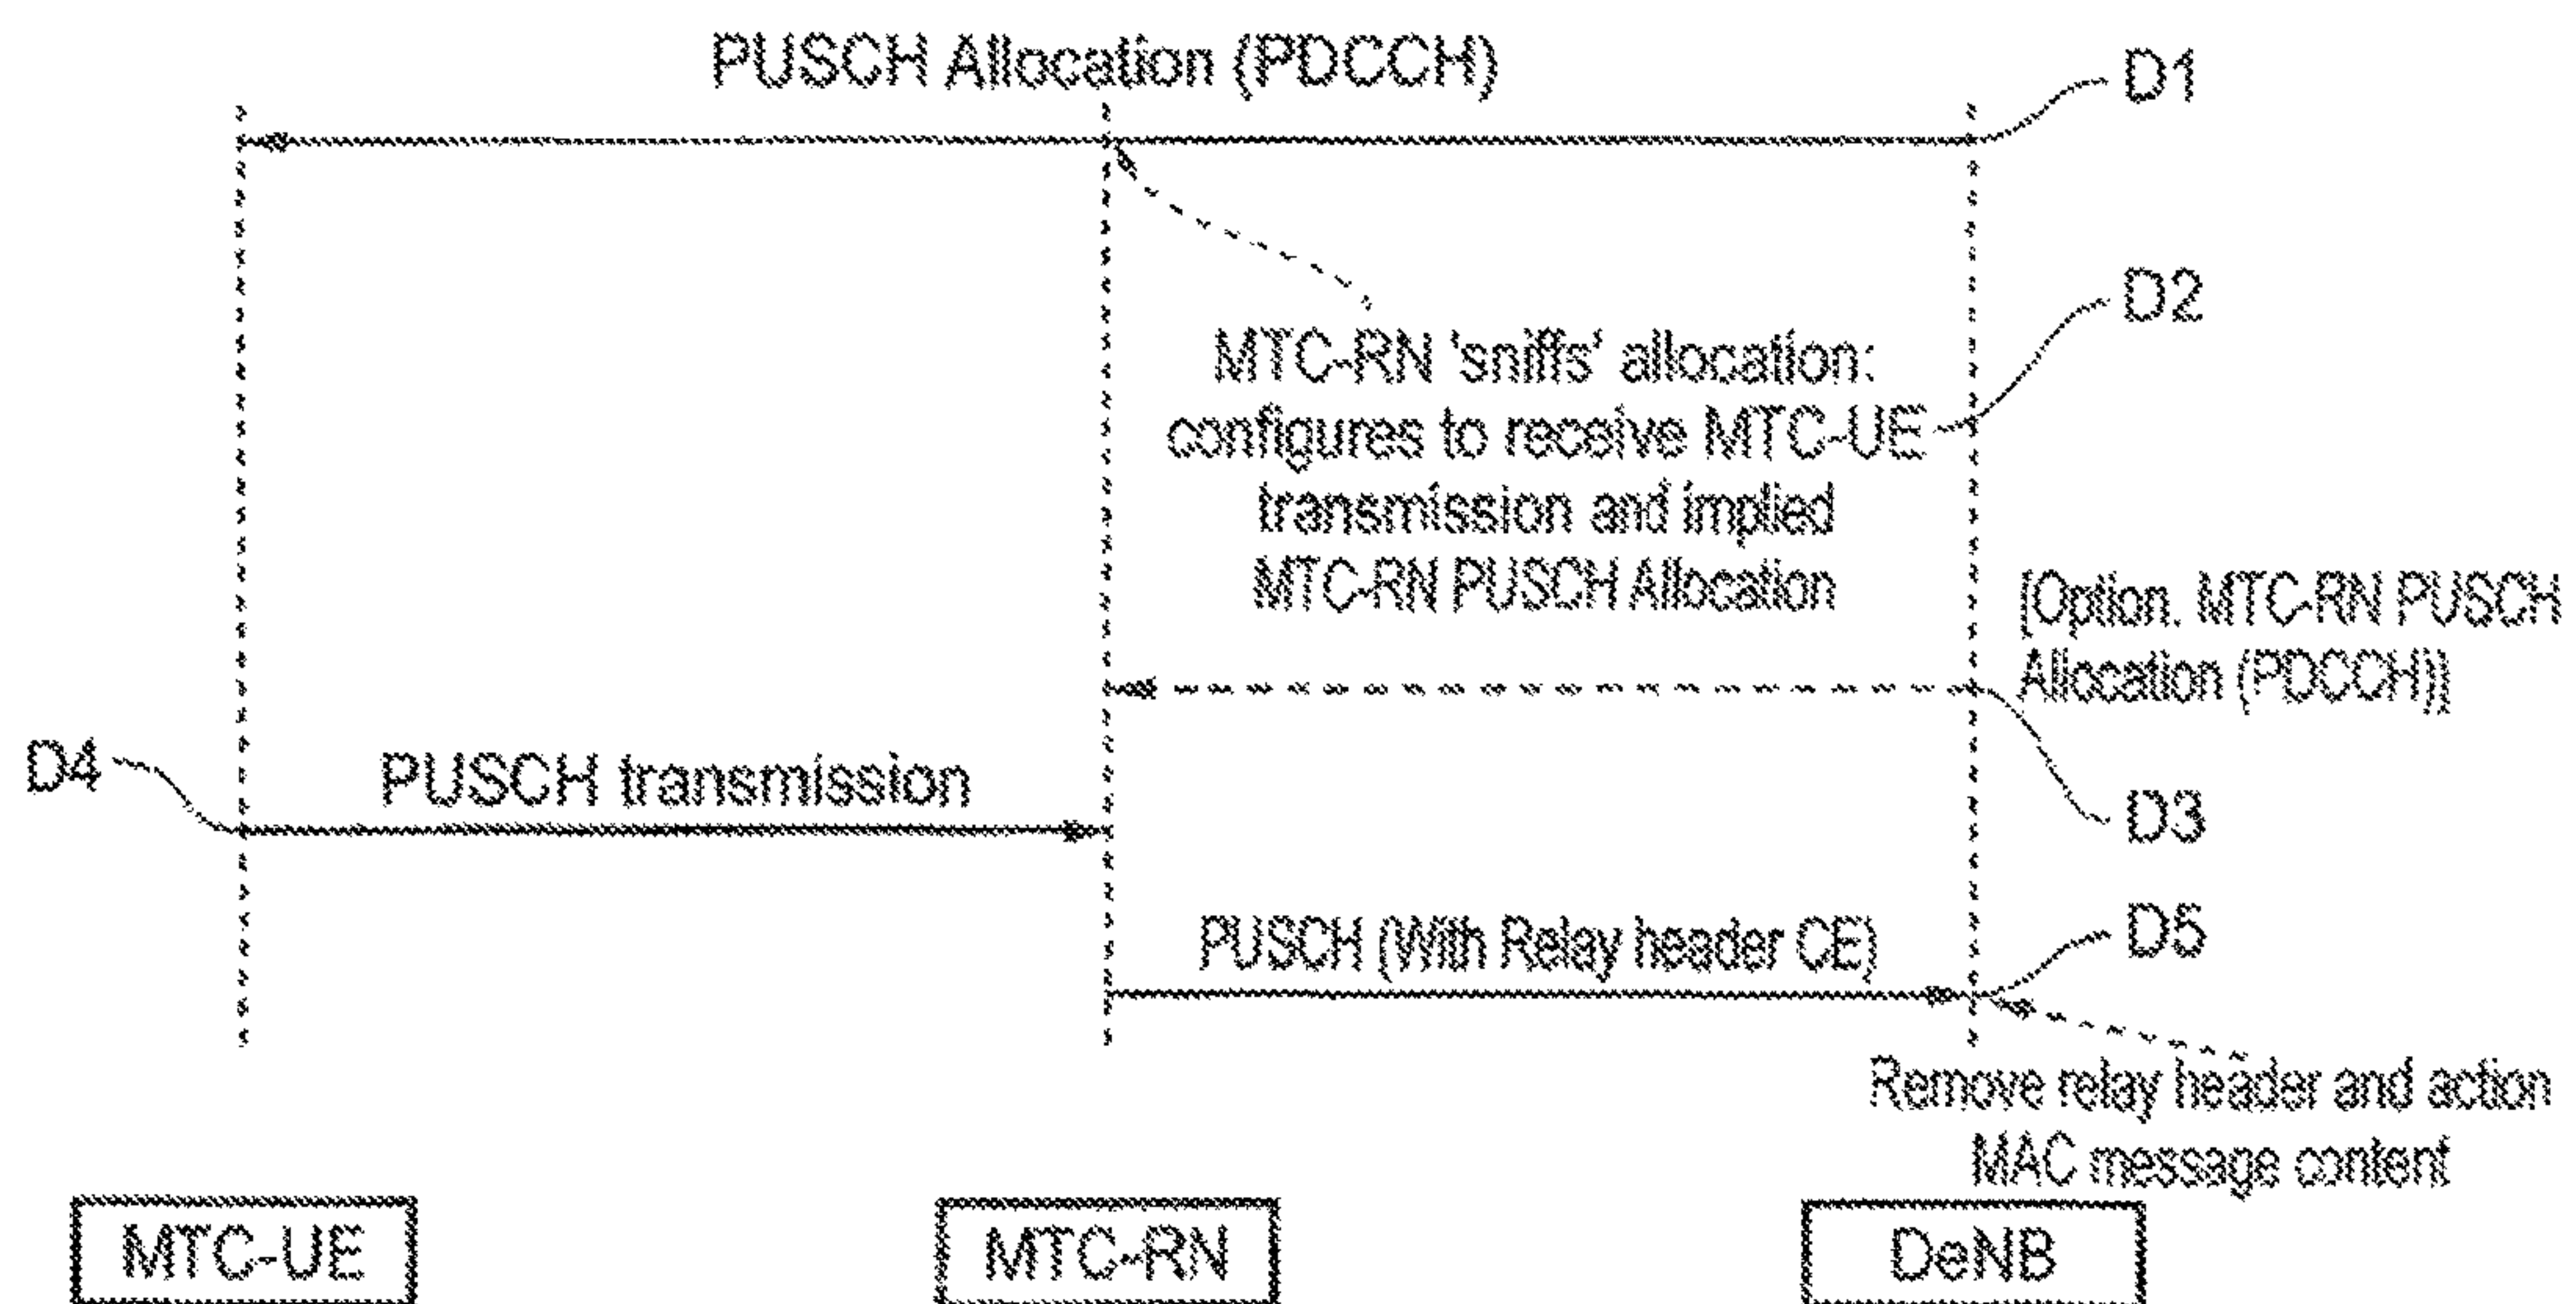 PUSCH Allocation (PDCCH)
D1
D2
MTC-RN 'sniffs' allocation:
configures to receive MTC-UE
transmission and implied
MTC-RN PUSCH Allocation
[Option. MTC-RN PUSCH
Allocation (PDCCH)]
D3
D4
PUSCH transmission
PUSCH (With Relay header CE)
D5
Remove relay header and action
MAC message content
MTC-UE
MTC-RN
DeNB